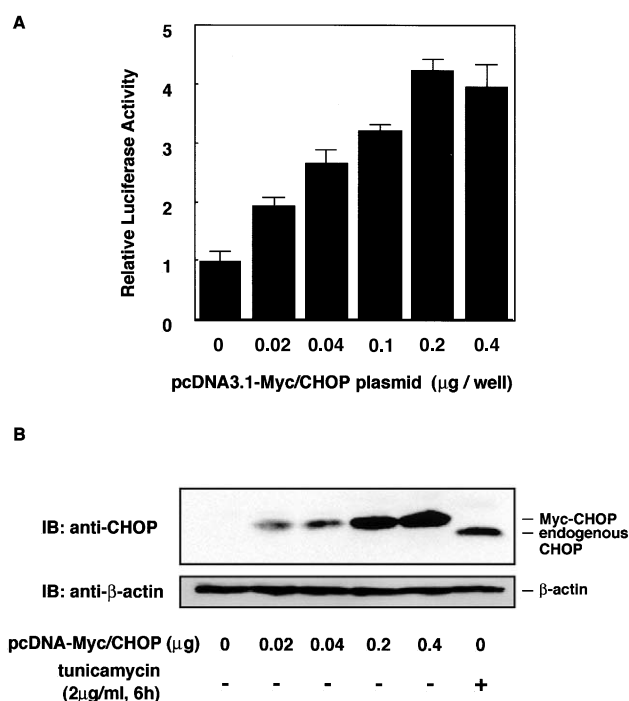 A
Relative Luciferase Activity
5
4
3
2
1
0
0 0.02 0.04 0.1 0.2 0.4
pcDNA3.1-Myc/CHOP plasmid (μg / well)
B
IB: anti-CHOP
Myc-CHOP
endogenous
CHOP
IB: anti-β-actin
β-actin
pcDNA-Myc/CHOP (μg) 0 0.02 0.04 0.2 0.4 0
tunicamycin
(2μg/ml, 6h) - - - - - +